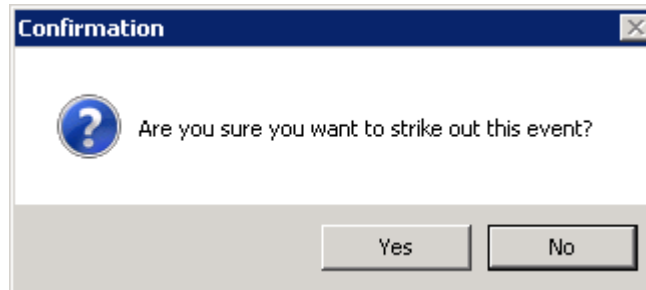 Confirmation
Are you sure you want to strike out this event?
Yes
No